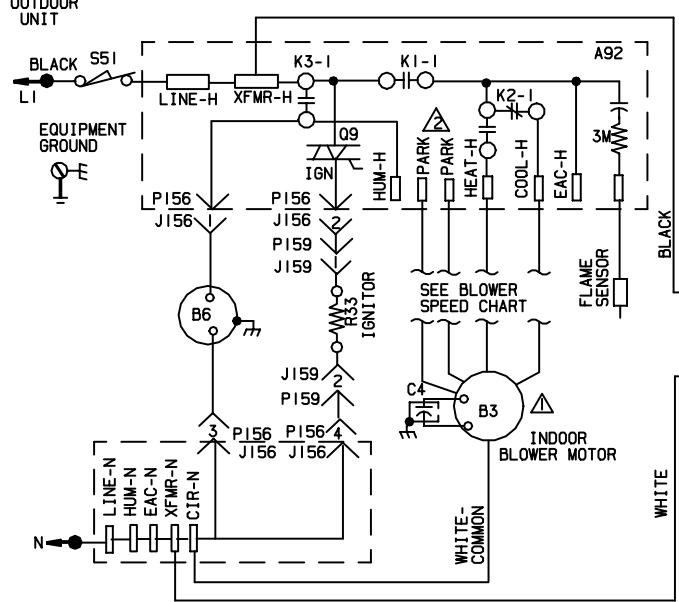 OUTDOOR
UNIT
BLACK
S51
L1
K3-1
K1-1
A92
LINE-H
XFMR-H
K2-1
EQUIPMENT
GROUND
Q9
IGN
HUM-H
PARK
2
PARK
HEAT-H
COOL-H
EAC-H
3M
P156
J156
1
P156
J156
2
P159
1
J159
BLACK
FLAME
SENSOR
SEE BLOWER
SPEED CHART
B6
R33
IGNITOR
J159
2
P159
C4
B3
1
INDOOR
BLOWER MOTOR
3
P156
J156
P156
4
J156
LINE-N
HUM-N
EAC-N
XFMR-N
CIR-N
N
WHITE-
COMMON
WHITE